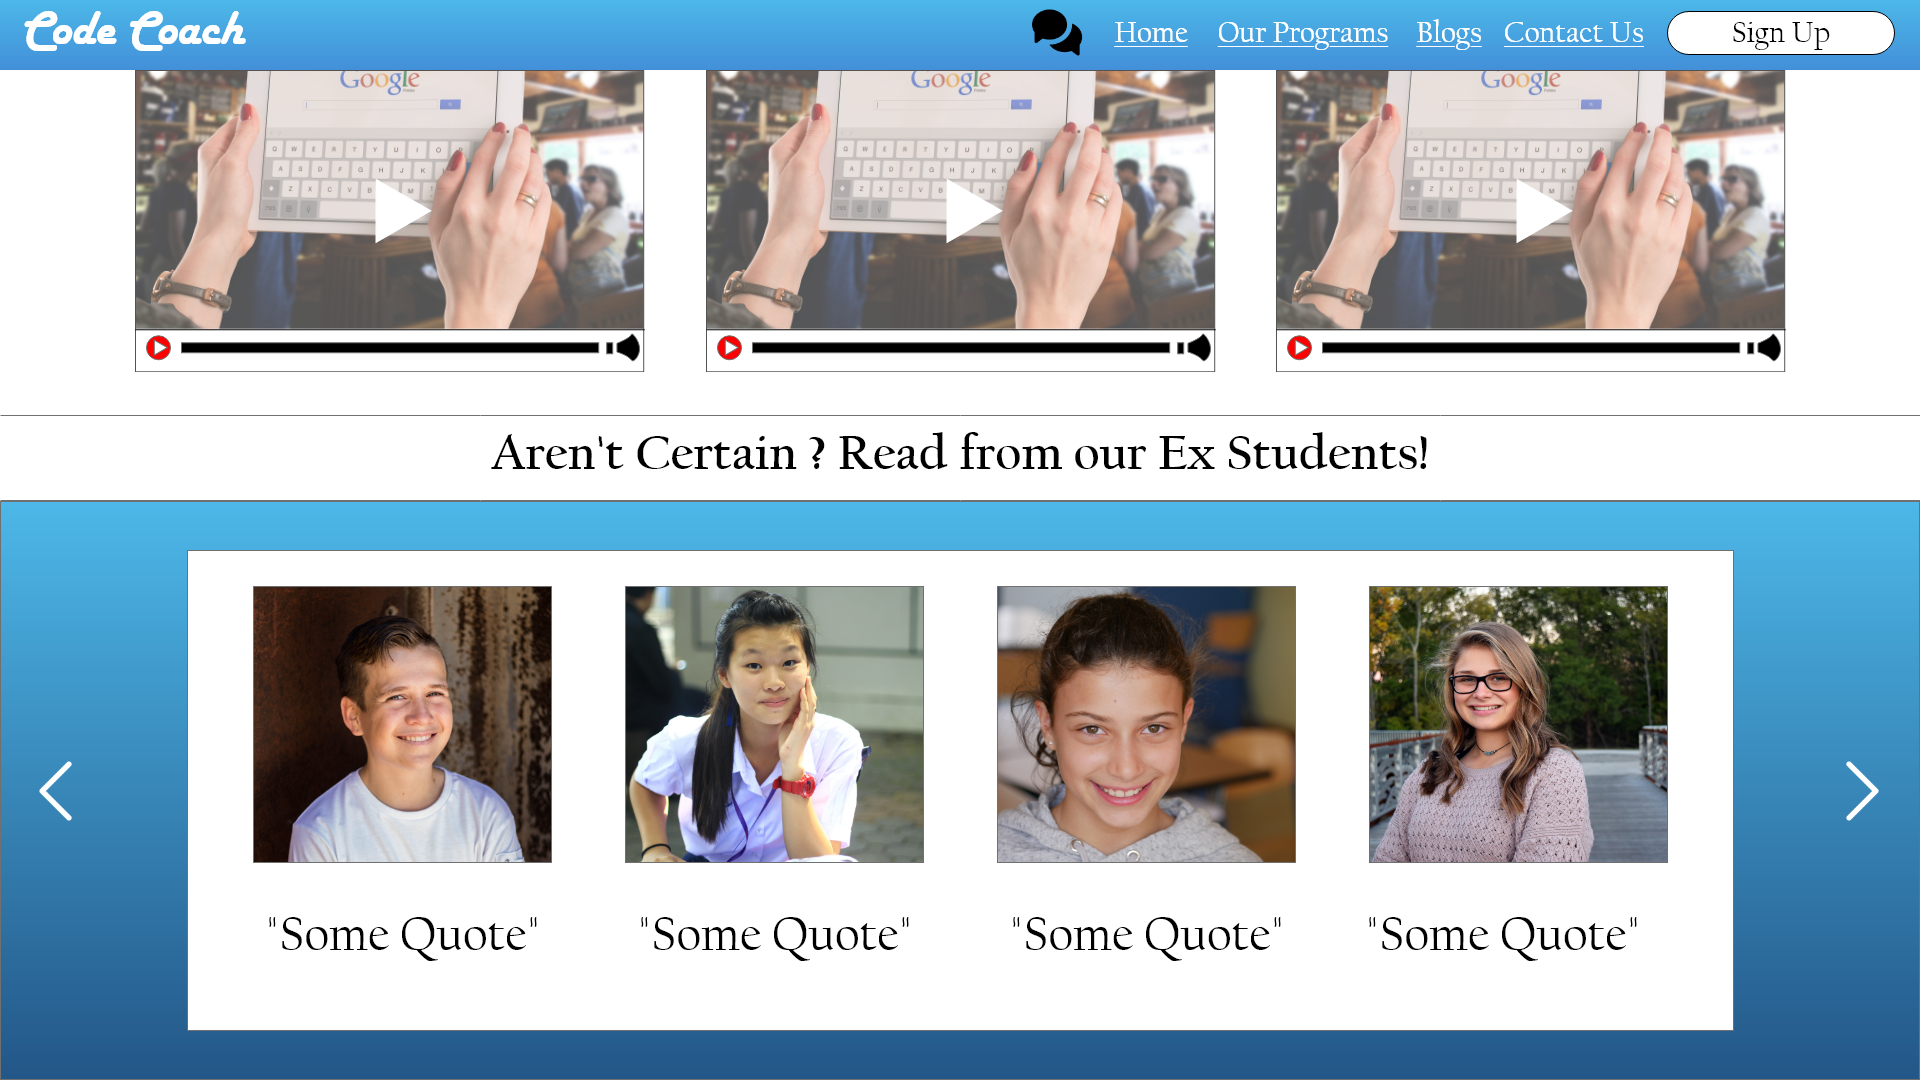 Code Coach
Home Our Programs Blogs Contact Us Sign Up
Google Google Google
Q W E R T Y U I O P
A S D F G H J K
Z X C V B N M
Q W E R T Y U I O P
A S D F G H J K
Z X C V B N M
Q W E R T Y U I O P
A S D F G H J K
Z X C V B N M
Aren't Certain ? Read from our Ex Students!
"Some Quote" "Some Quote" "Some Quote" "Some Quote"